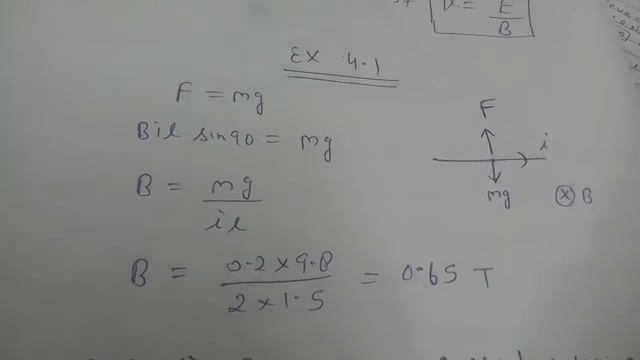 v = E / B
Ex 4.1
F = mg
Bil sin90 = mg
B = mg / il
B = 0.2 × 9.8 / 2 × 1.5 = 0.65 T
F
i
mg
⊗ B